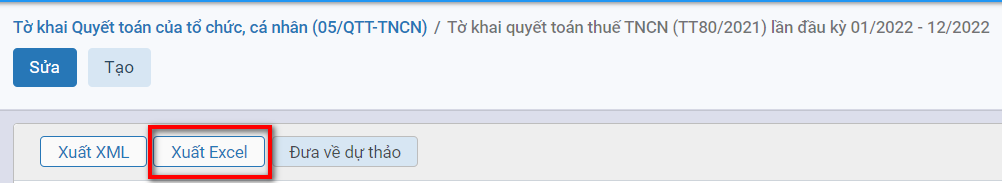 Tờ khai Quyết toán của tổ chức, cá nhân (05/QTT-TNCN) / Tờ khai quyết toán thuế TNCN (TT80/2021) lần đầu kỳ 01/2022 - 12/2022
Sửa Tạo
Xuất XML Xuất Excel Đưa về dự thảo